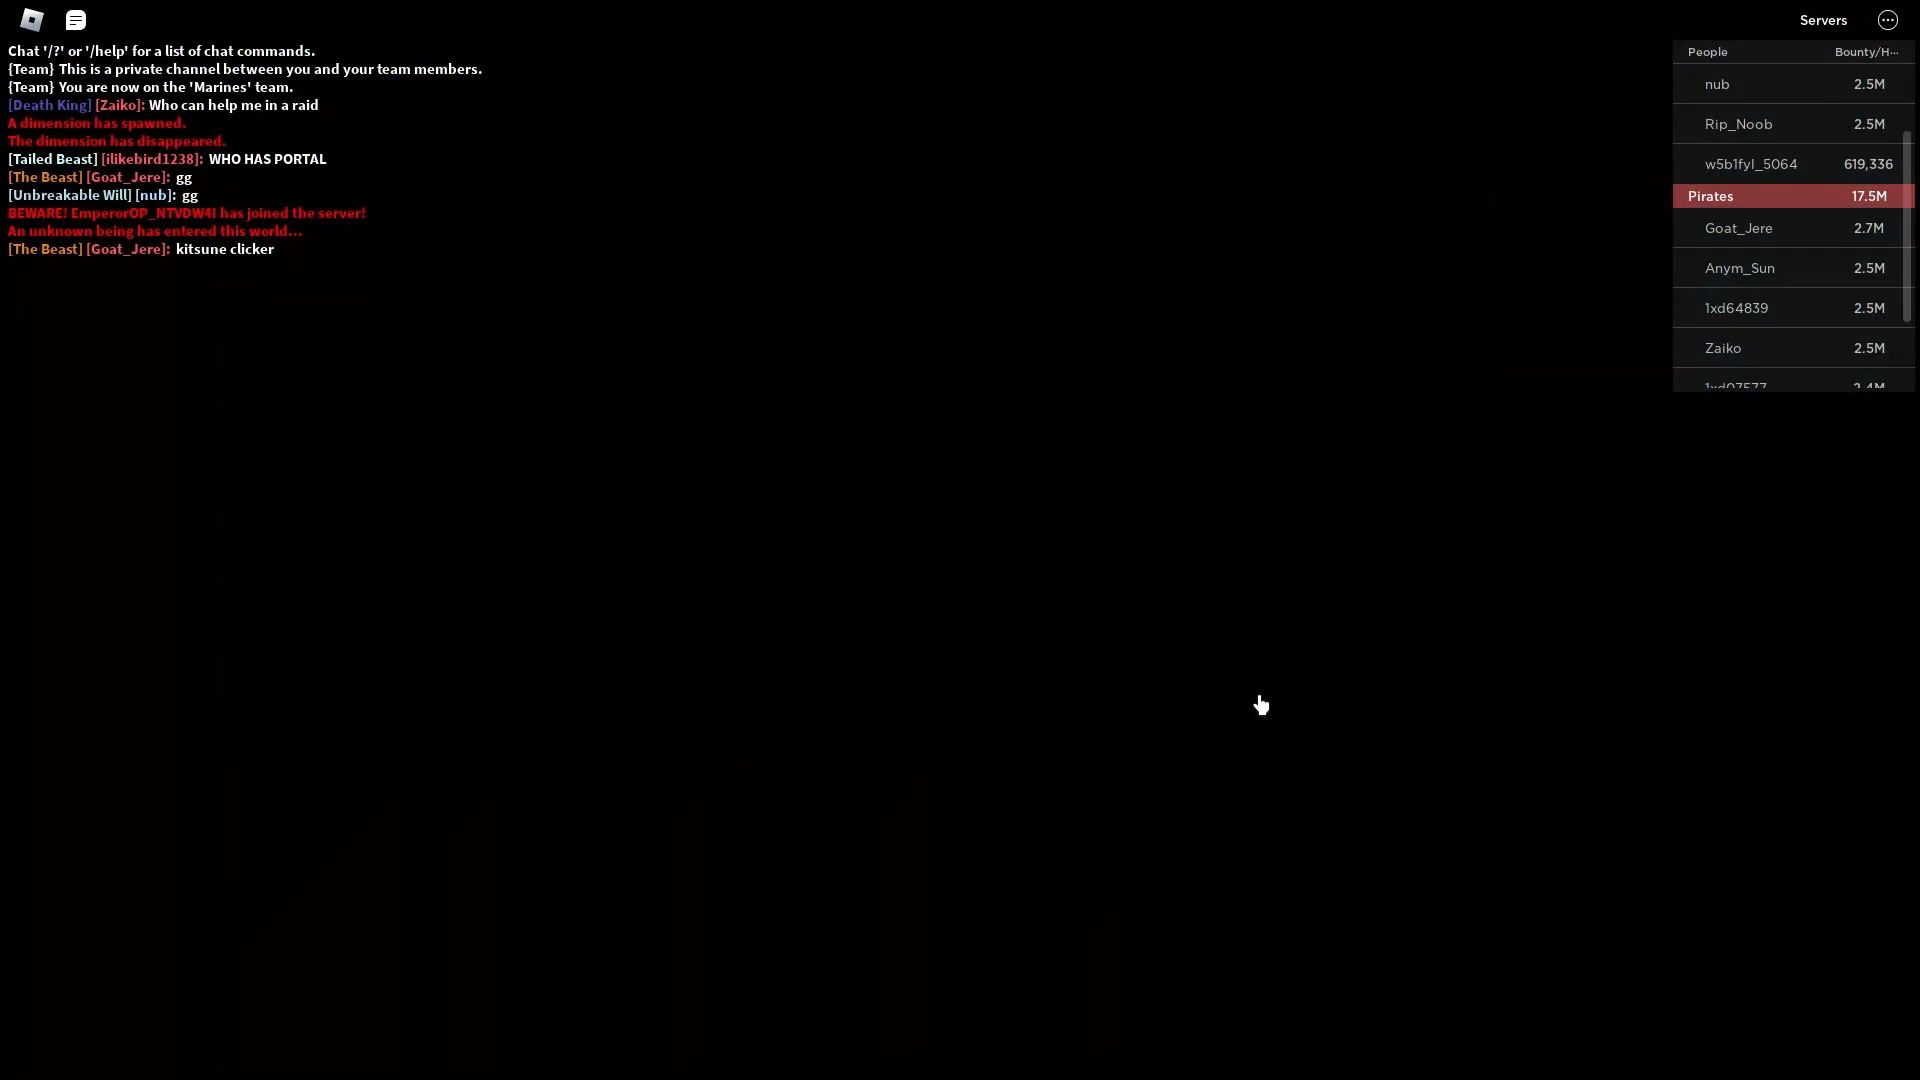 Servers
Chat '/?' or '/help' for a list of chat commands.
{Team} This is a private channel between you and your team members.
{Team} You are now on the 'Marines' team.
[Death King] [Zaiko]: Who can help me in a raid
A dimension has spawned.
The dimension has disappeared.
[Tailed Beast] [ilikebird1238]: WHO HAS PORTAL
[The Beast] [Goat_Jere]: gg
[Unbreakable Will] [nub]: gg
BEWARE! EmperorOP_NTVDW4I has joined the server!
An unknown being has entered this world...
[The Beast] [Goat_Jere]: kitsune clicker
People Bounty/H...
nub 2.5M
Rip_Noob 2.5M
w5b1fyl_5064 619,336
Pirates 17.5M
Goat_Jere 2.7M
Anym_Sun 2.5M
1xd64839 2.5M
Zaiko 2.5M
1xd07577 2.4M